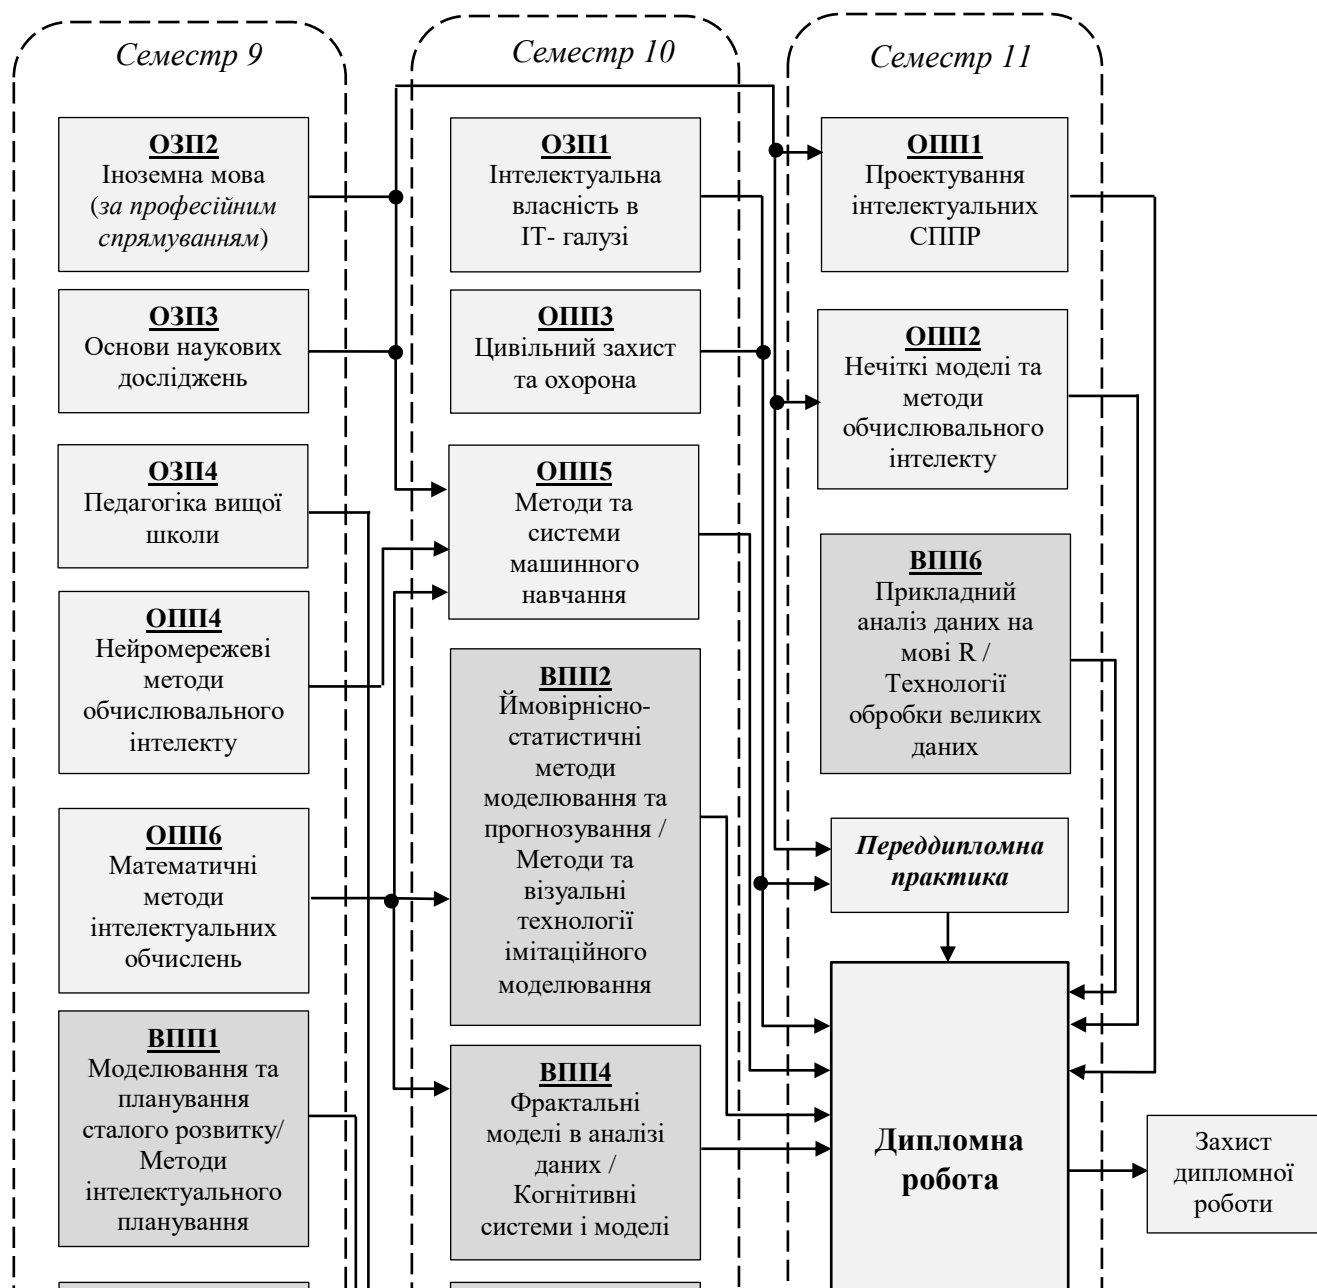 Семестр 9
ОЗП2
Іноземна мова
(за професійним
спрямуванням)
ОЗП3
Основи наукових
досліджень
ОЗП4
Педагогіка вищої
школи
ОПП4
Нейромережеві
методи
обчислювального
інтелекту
ОПП6
Математичні
методи
інтелектуальних
обчислень
ВПП1
Моделювання та
планування
сталого розвитку/
Методи
інтелектуального
планування
Семестр 10
ОЗП1
Інтелектуальна
власність в
ІТ- галузі
ОПП3
Цивільний захист
та охорона
ОПП5
Методи та
системи
машинного
навчання
ВПП2
Ймовірнісно-
статистичні
методи
моделювання та
прогнозування /
Методи та
візуальні
технології
імітаційного
моделювання
ВПП4
Фрактальні
моделі в аналізі
даних /
Когнітивні
системи і моделі
Семестр 11
ОПП1
Проектування
інтелектуальних
СППР
ОПП2
Нечіткі моделі та
методи
обчислювального
інтелекту
ВПП6
Прикладний
аналіз даних на
мові R /
Технології
обробки великих
даних
Переддипломна
практика
Дипломна
робота
Захист
дипломної
роботи